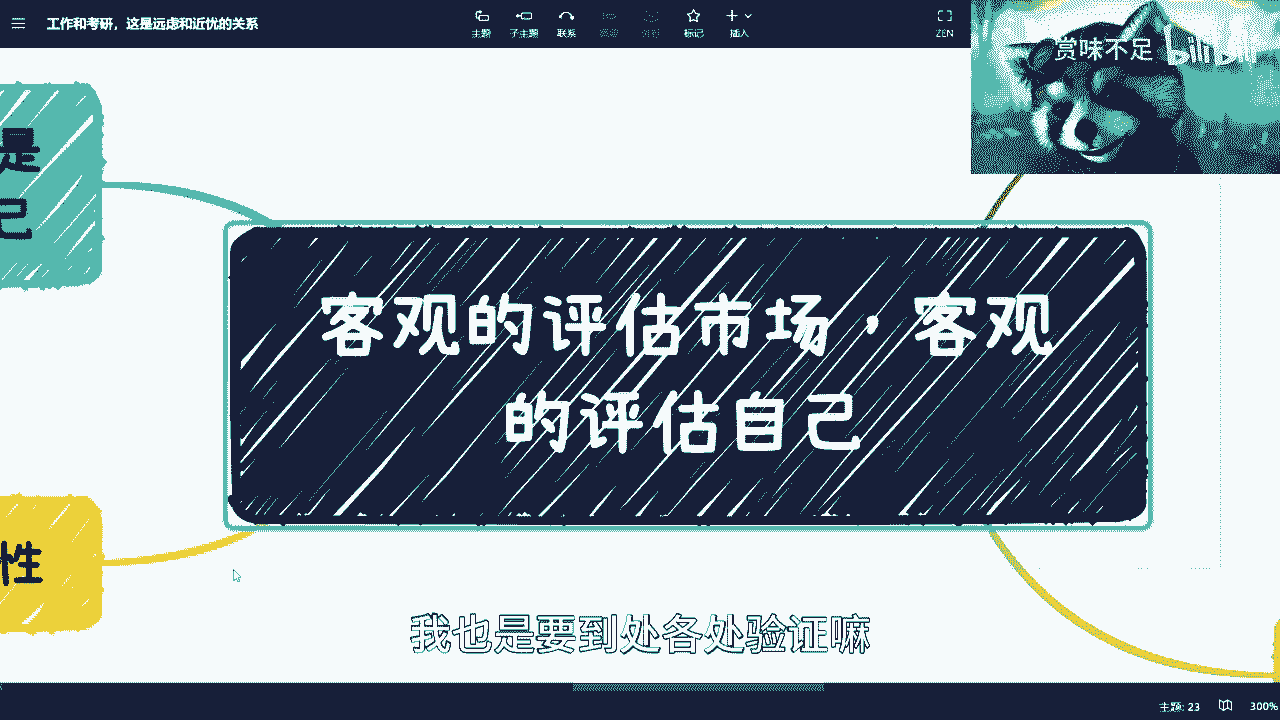 工作和考研，这是远虑和近忧的关系
主题
子主题
联系
标记
插入
ZEN
赏味不足
bilibili
是
己
客观的评估市场，客观
的评估自己
性
我也是要到处各处验证嘛
主题: 23
300%